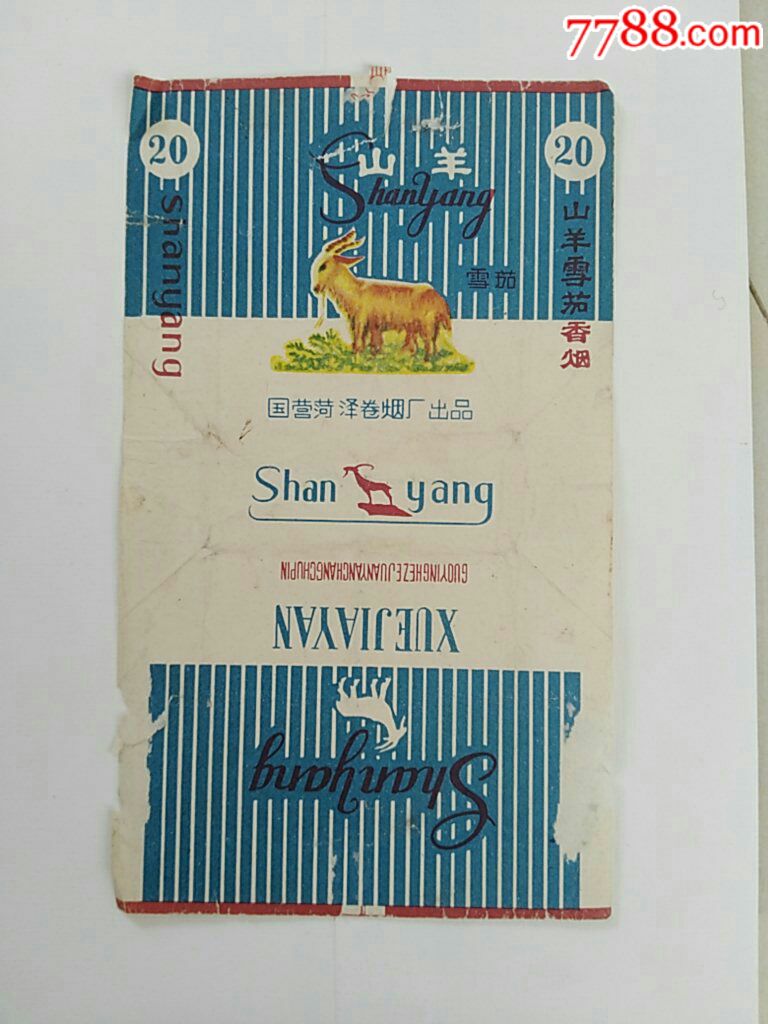 7788.com
20
20
山羊
Shanyang
shanyang
山羊雪茄香烟
雪茄
国营菏泽卷烟厂出品
Shan yang
GUOYINGHEZEJUANYANCHANGCHUPIN
XUEJIAYAN
Shanyang